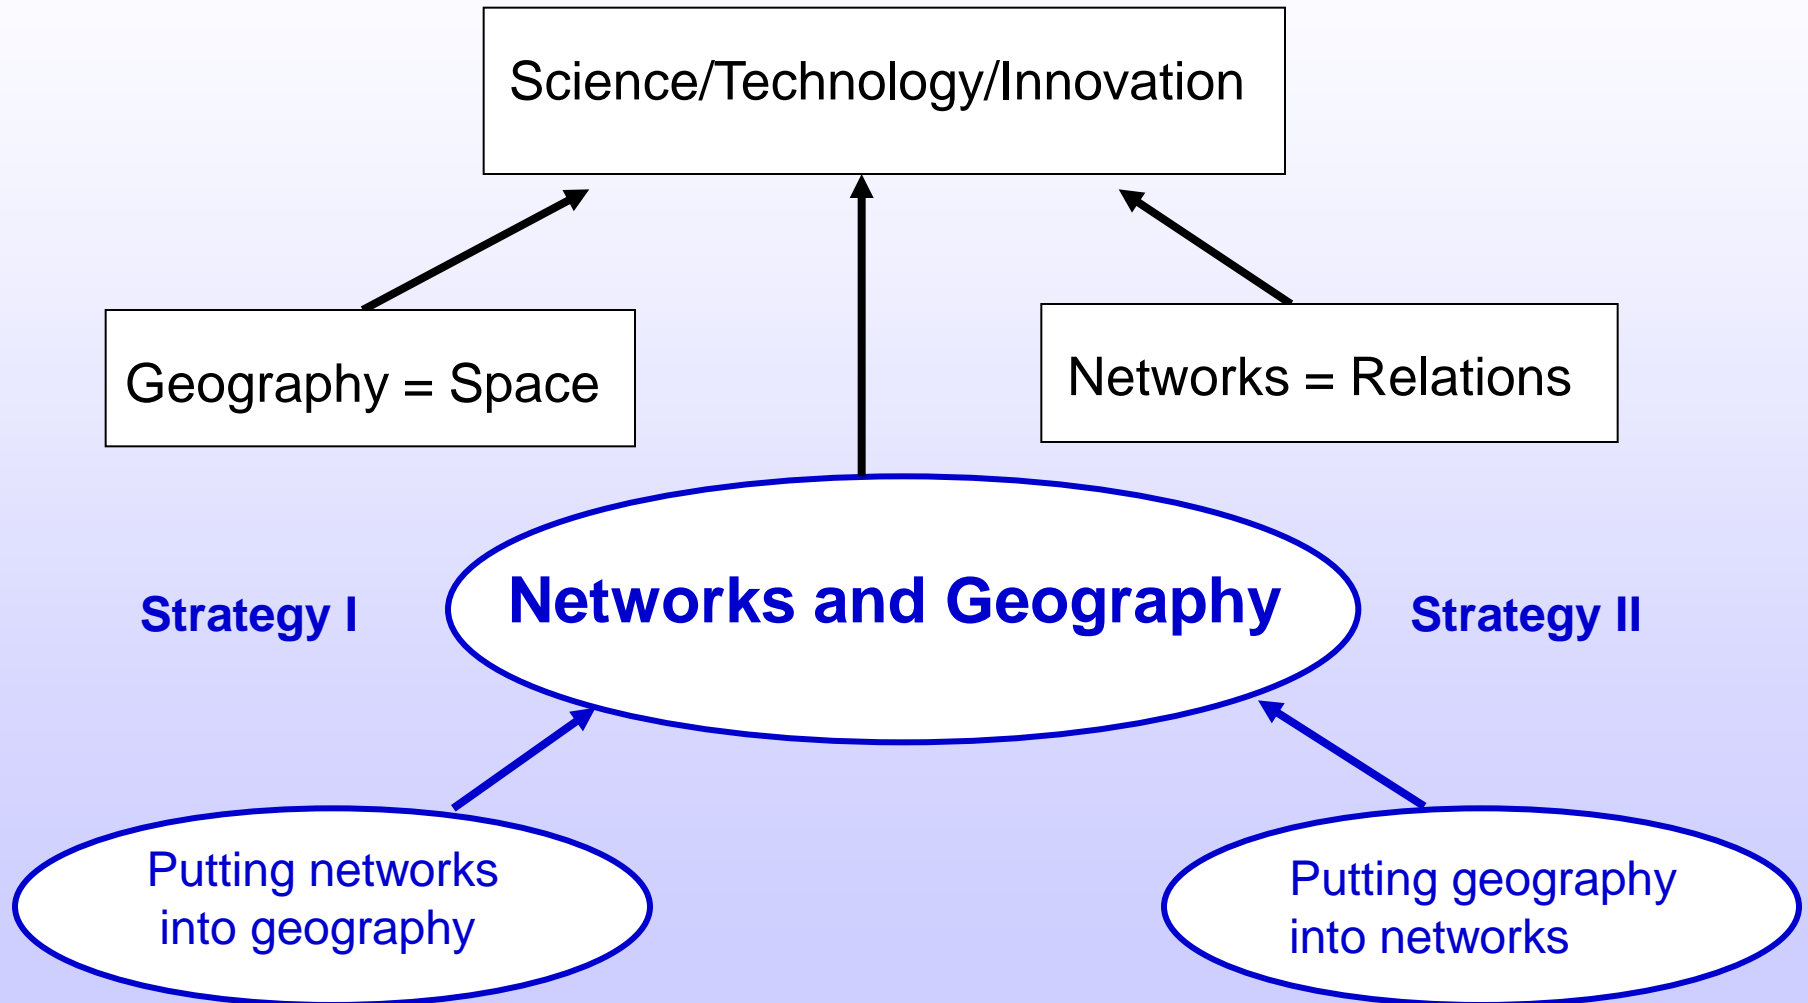 Science/Technology/Innovation
Geography = Space
Networks = Relations
Networks and Geography
Strategy I
Strategy II
Putting networks
into geography
Putting geography
into networks